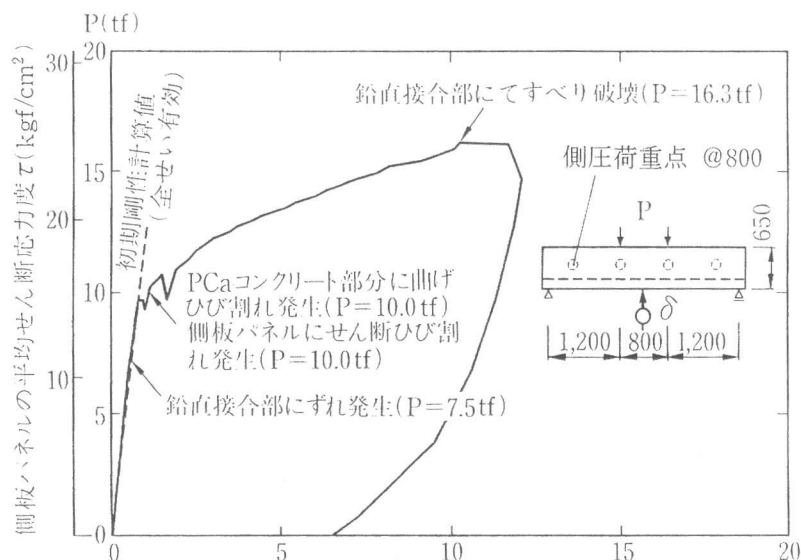 P(tf)
側板パネルの平均せん断応力度τ(kgf/cm²)
30
20
10
0
20
15
10
5
0
初期剛性計算値
(全せい有効)
鉛直接合部にてすべり破壊(P=16.3tf)
側圧荷重点 @800
P
650
δ
1,200
800
1,200
PCaコンクリート部分に曲げ
ひび割れ発生(P=10.0tf)
側板パネルにせん断ひび割
れ発生(P=10.0tf)
鉛直接合部にずれ発生(P=7.5tf)
0
5
10
15
20